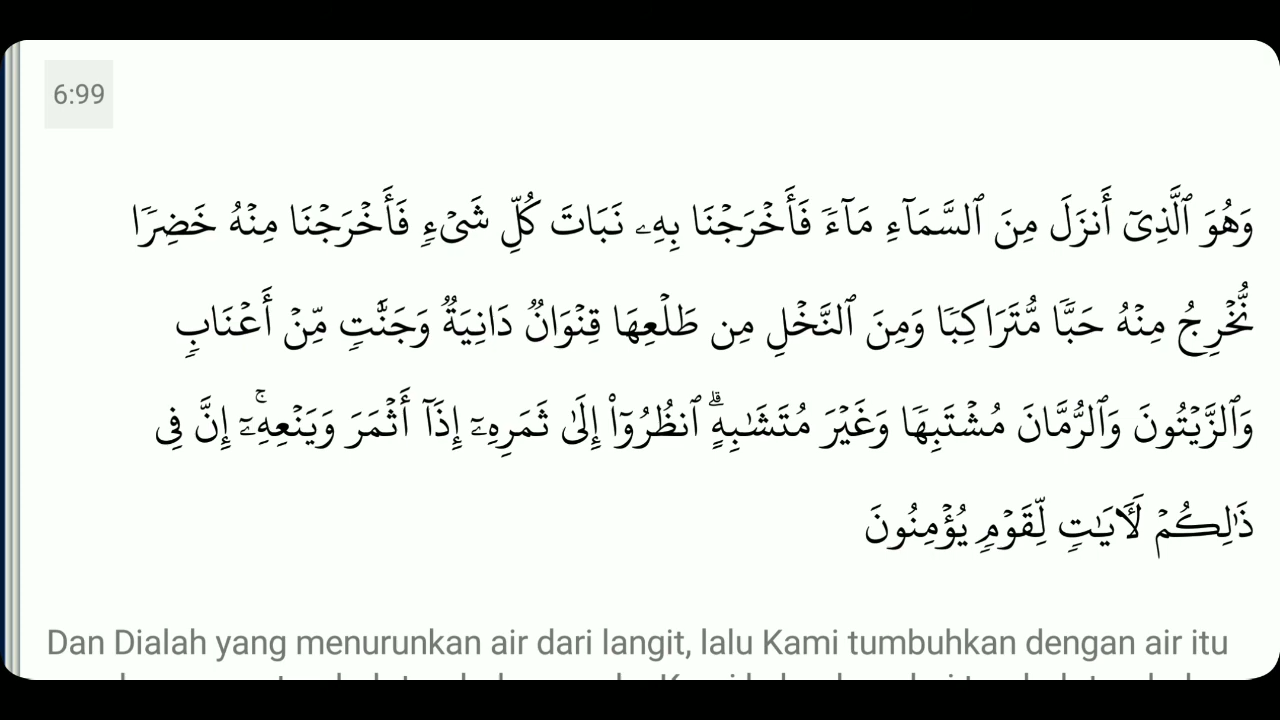 6:99
وَهُوَ ٱلَّذِىٓ أَنزَلَ مِنَ ٱلسَّمَآءِ مَآءً فَأَخْرَجْنَا بِهِۦ نَبَاتَ كُلِّ شَىْءٍ فَأَخْرَجْنَا مِنْهُ خَضِرًا
نُّخْرِجُ مِنْهُ حَبًّا مُّتَرَاكِبًا وَمِنَ ٱلنَّخْلِ مِن طَلْعِهَا قِنْوَانٌ دَانِيَةٌ وَجَنَّٰتٍ مِّنْ أَعْنَابٍ
وَٱلزَّيْتُونَ وَٱلرُّمَّانَ مُشْتَبِهًا وَغَيْرَ مُتَشَٰبِهٍ ۗ ٱنظُرُوٓا۟ إِلَىٰ ثَمَرِهِۦٓ إِذَآ أَثْمَرَ وَيَنْعِهِۦٓ ۚ إِنَّ فِى
ذَٰلِكُمْ لَءَايَٰتٍ لِّقَوْمٍ يُؤْمِنُونَ
Dan Dialah yang menurunkan air dari langit, lalu Kami tumbuhkan dengan air itu